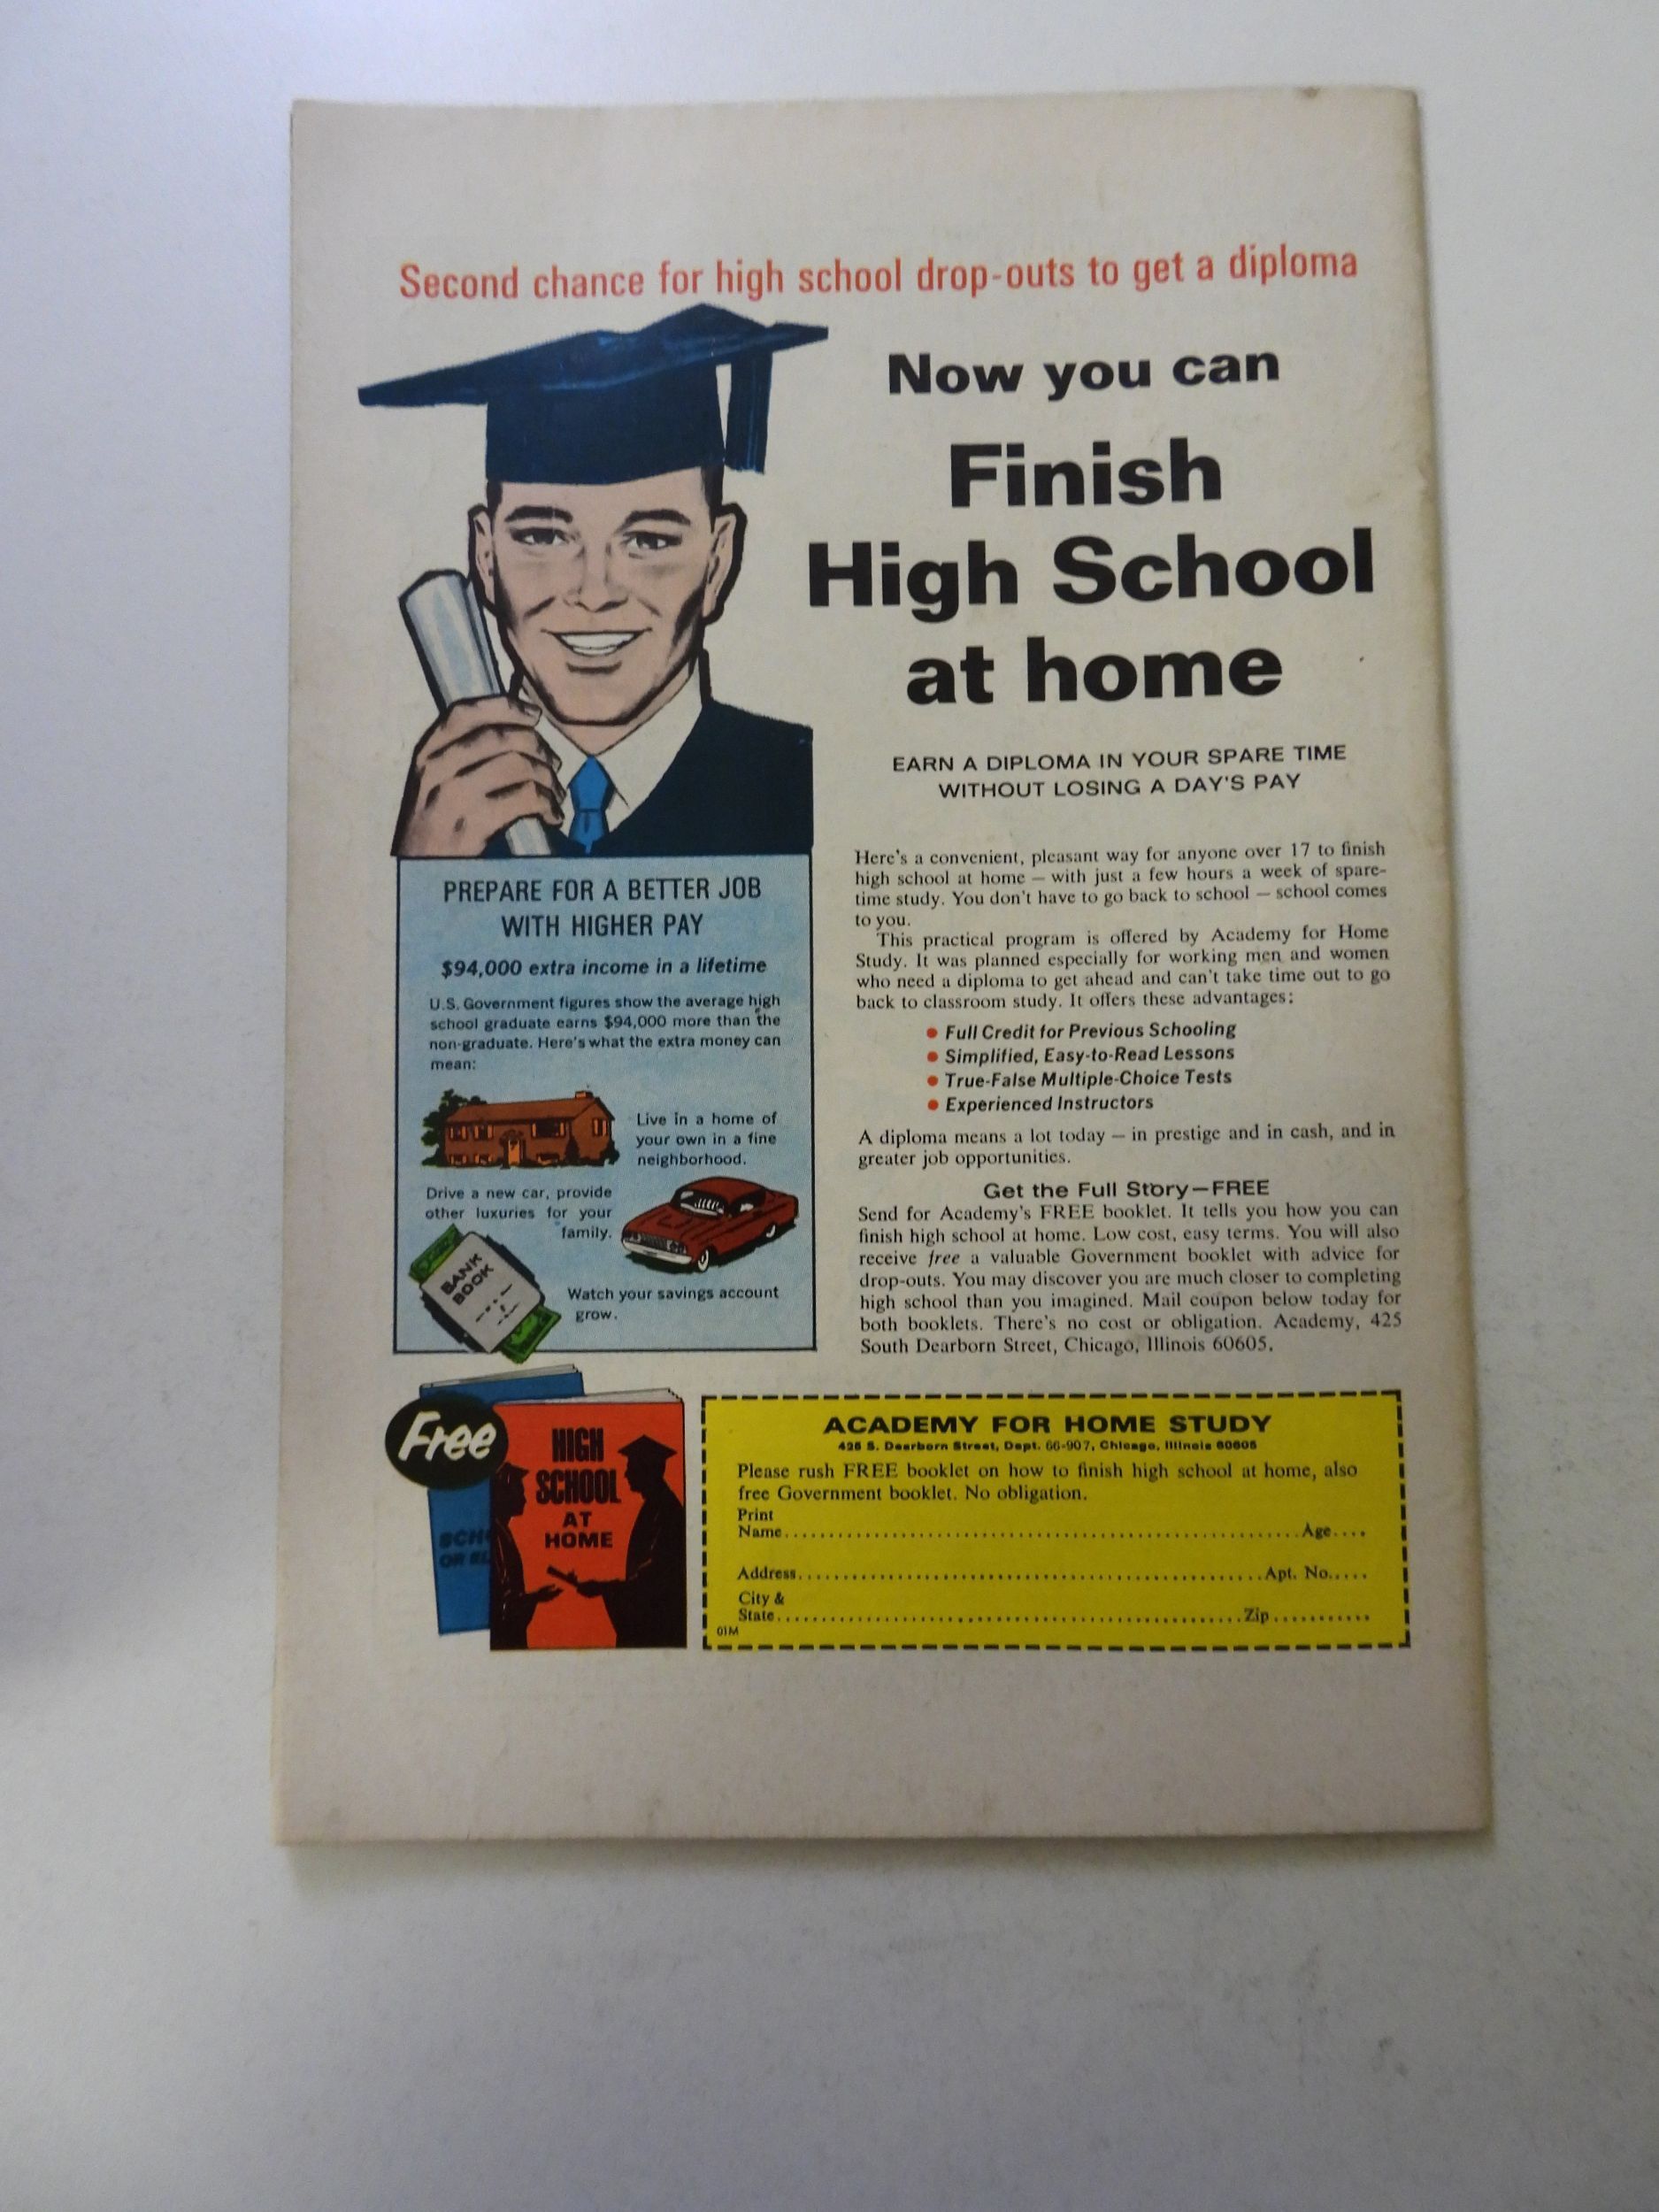 Second chance for high school drop-outs to get a diploma
Now you can
Finish
High School
at home
EARN A DIPLOMA IN YOUR SPARE TIME
WITHOUT LOSING A DAY'S PAY
PREPARE FOR A BETTER JOB
WITH HIGHER PAY
$94,000 extra income in a lifetime
U.S. Government figures show the average high
school graduate earns $94,000 more than the
non-graduate. Here's what the extra money can
mean:
Live in a home of
your own in a fine
neighborhood.
Drive a new car, provide
other luxuries for your
family.
BANK
BOOK
Watch your savings account
grow.
Here's a convenient, pleasant way for anyone over 17 to finish
high school at home — with just a few hours a week of spare-
time study. You don't have to go back to school — school comes
to you.
This practical program is offered by Academy for Home
Study. It was planned especially for working men and women
who need a diploma to get ahead and can't take time out to go
back to classroom study. It offers these advantages:
• Full Credit for Previous Schooling
• Simplified, Easy-to-Read Lessons
• True-False Multiple-Choice Tests
• Experienced Instructors
A diploma means a lot today — in prestige and in cash, and in
greater job opportunities.
Get the Full Story—FREE
Send for Academy's FREE booklet. It tells you how you can
finish high school at home. Low cost, easy terms. You will also
receive free a valuable Government booklet with advice for
drop-outs. You may discover you are much closer to completing
high school than you imagined. Mail coupon below today for
both booklets. There's no cost or obligation. Academy, 425
South Dearborn Street, Chicago, Illinois 60605.
Free
HIGH
SCHOOL
AT
HOME
SCH
OR
ACADEMY FOR HOME STUDY
425 S. Dearborn Street, Dept. 66-907, Chicago, Illinois 60605
Please rush FREE booklet on how to finish high school at home, also
free Government booklet. No obligation.
Print
Name.......... Age....
Address.......... Apt. No.....
City &
State.......... Zip..........
01M